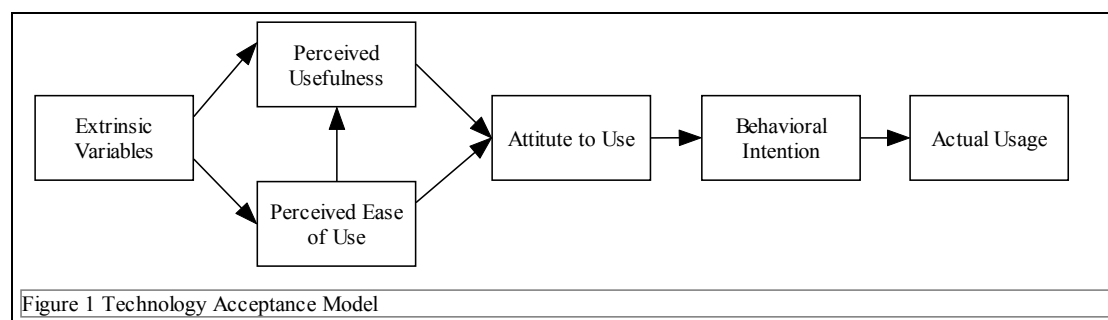 Perceived
Usefulness
Extrinsic
Variables
Attitute to Use
Behavioral
Intention
Actual Usage
Perceived Ease
of Use
Figure 1 Technology Acceptance Model